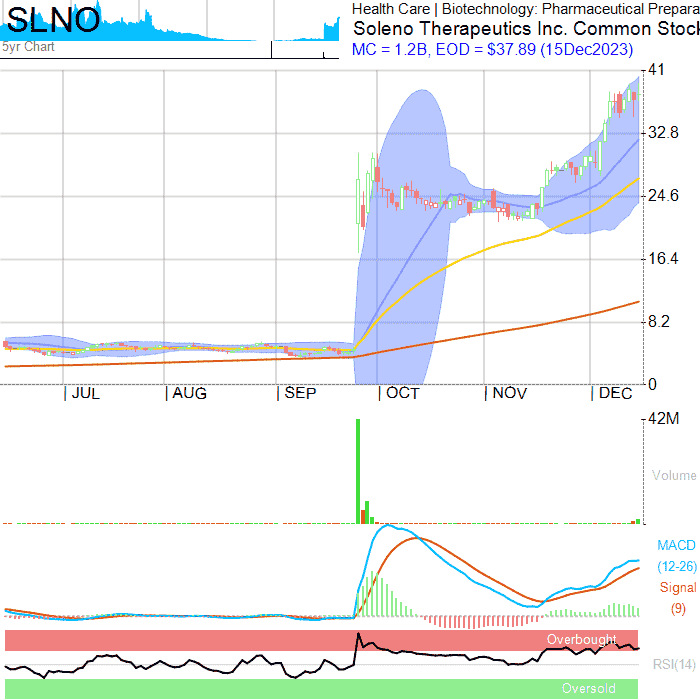 SLNO
5yr Chart
Health Care | Biotechnology: Pharmaceutical Prepara
Soleno Therapeutics Inc. Common Stock
MC = 1.2B, EOD = $37.89 (15Dec2023)
41
32.8
24.6
16.4
8.2
0
| JUL | AUG | SEP | OCT | NOV | DEC
42M
Volume
MACD
(12-26)
Signal
(9)
Overbought
RSI(14)
Oversold